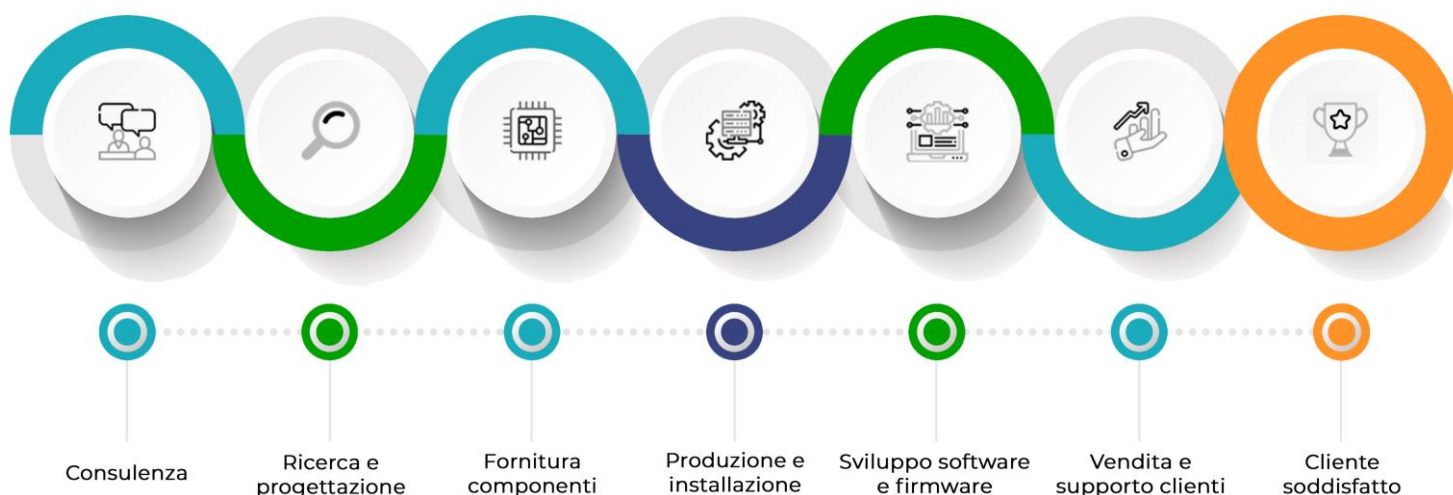 Consulenza
Ricerca e
progettazione
Fornitura
componenti
Produzione e
installazione
Sviluppo software
e firmware
Vendita e
supporto clienti
Cliente
soddisfatto